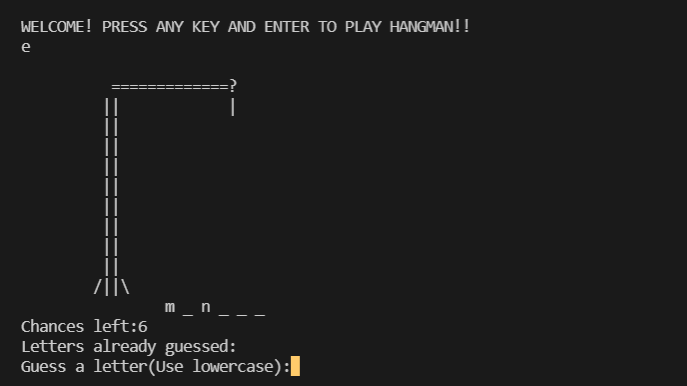 WELCOME! PRESS ANY KEY AND ENTER TO PLAY HANGMAN!!
e
=============?
||            |
||
||
||
||
||
||
||
||
/||\
m _ n _ _ _
Chances left:6
Letters already guessed:
Guess a letter(Use lowercase):